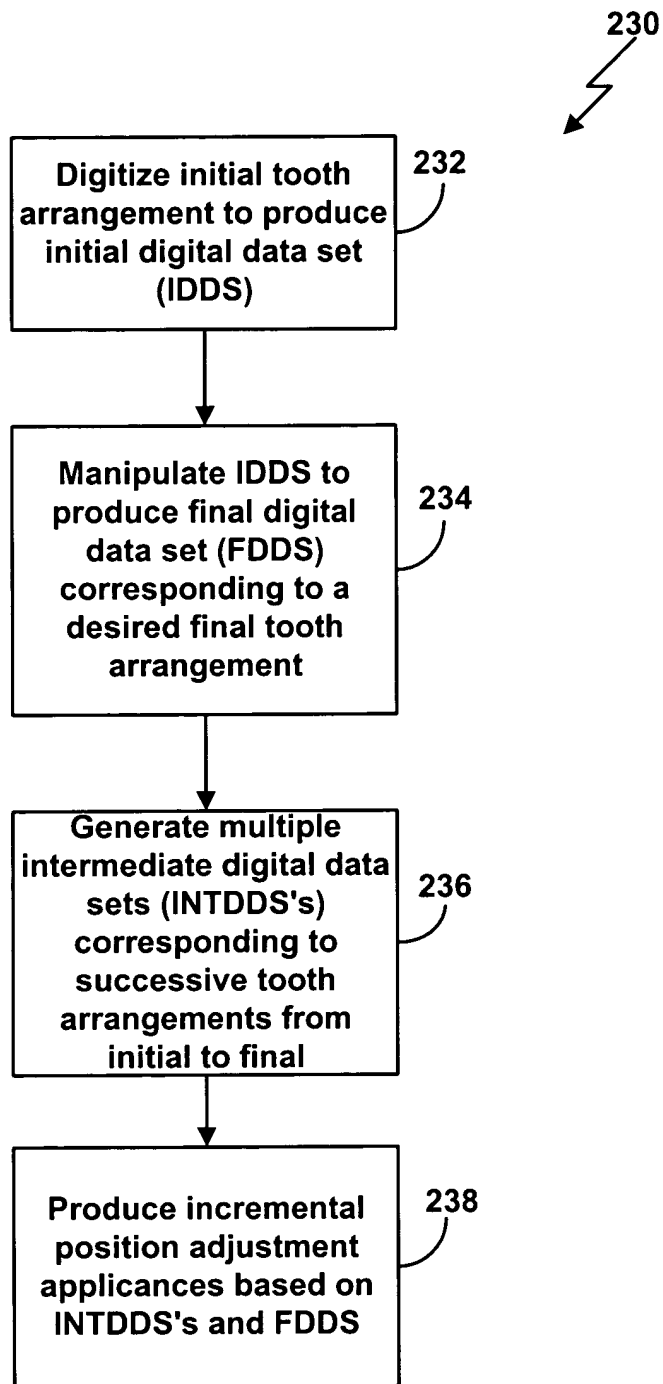 230
Digitize initial tooth
arrangement to produce
initial digital data set
(IDDS)
232
Manipulate IDDS to
produce final digital
data set (FDDS)
corresponding to a
desired final tooth
arrangement
234
Generate multiple
intermediate digital data
sets (INTDDS's)
corresponding to
successive tooth
arrangements from
initial to final
236
Produce incremental
position adjustment
applicances based on
INTDDS's and FDDS
238